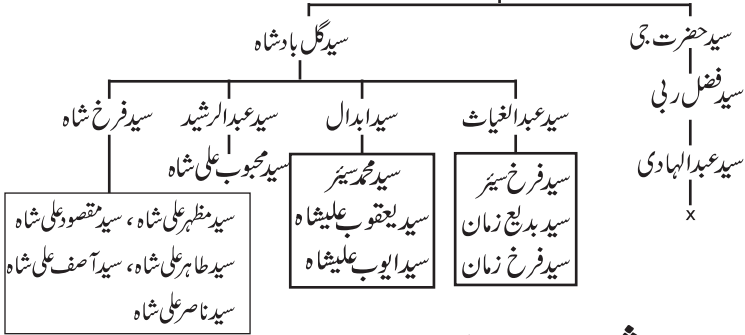 سید حضرت جی
سید گل بادشاہ
سید فضل ربی
سید عبدالغیاث
سید ابدال
سید عبدالرشید
سید فرخ شاہ
سید عبدالہادی
x
سید فرخ سیئر
سید بدیع زمان
سید فرخ زمان
سید محمد سیئر
سید یعقوب علیشاہ
سید ایوب علیشاہ
سید محبوب علی شاہ
سید مظہر علی شاہ ، سید مقصود علی شاہ
سید طاہر علی شاہ، سید آصف علی شاہ
سید ناصر علی شاہ